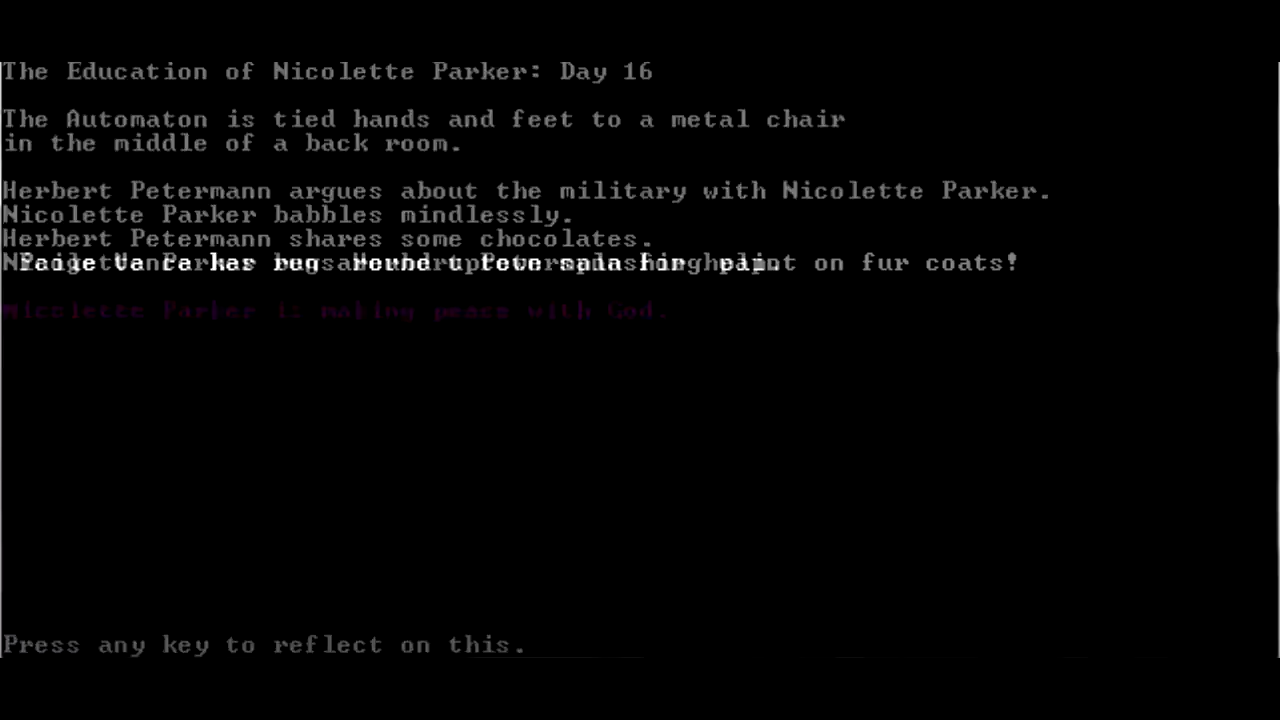 The Education of Nicolette Parker: Day 16
The Automaton is tied hands and feet to a metal chair
in the middle of a back room.
Herbert Petermann argues about the military with Nicolette Parker.
Nicolette Parker babbles mindlessly.
Herbert Petermann shares some chocolates.
paint on fur coats!
Nicolette Parker is making peace with God.
Press any key to reflect on this.